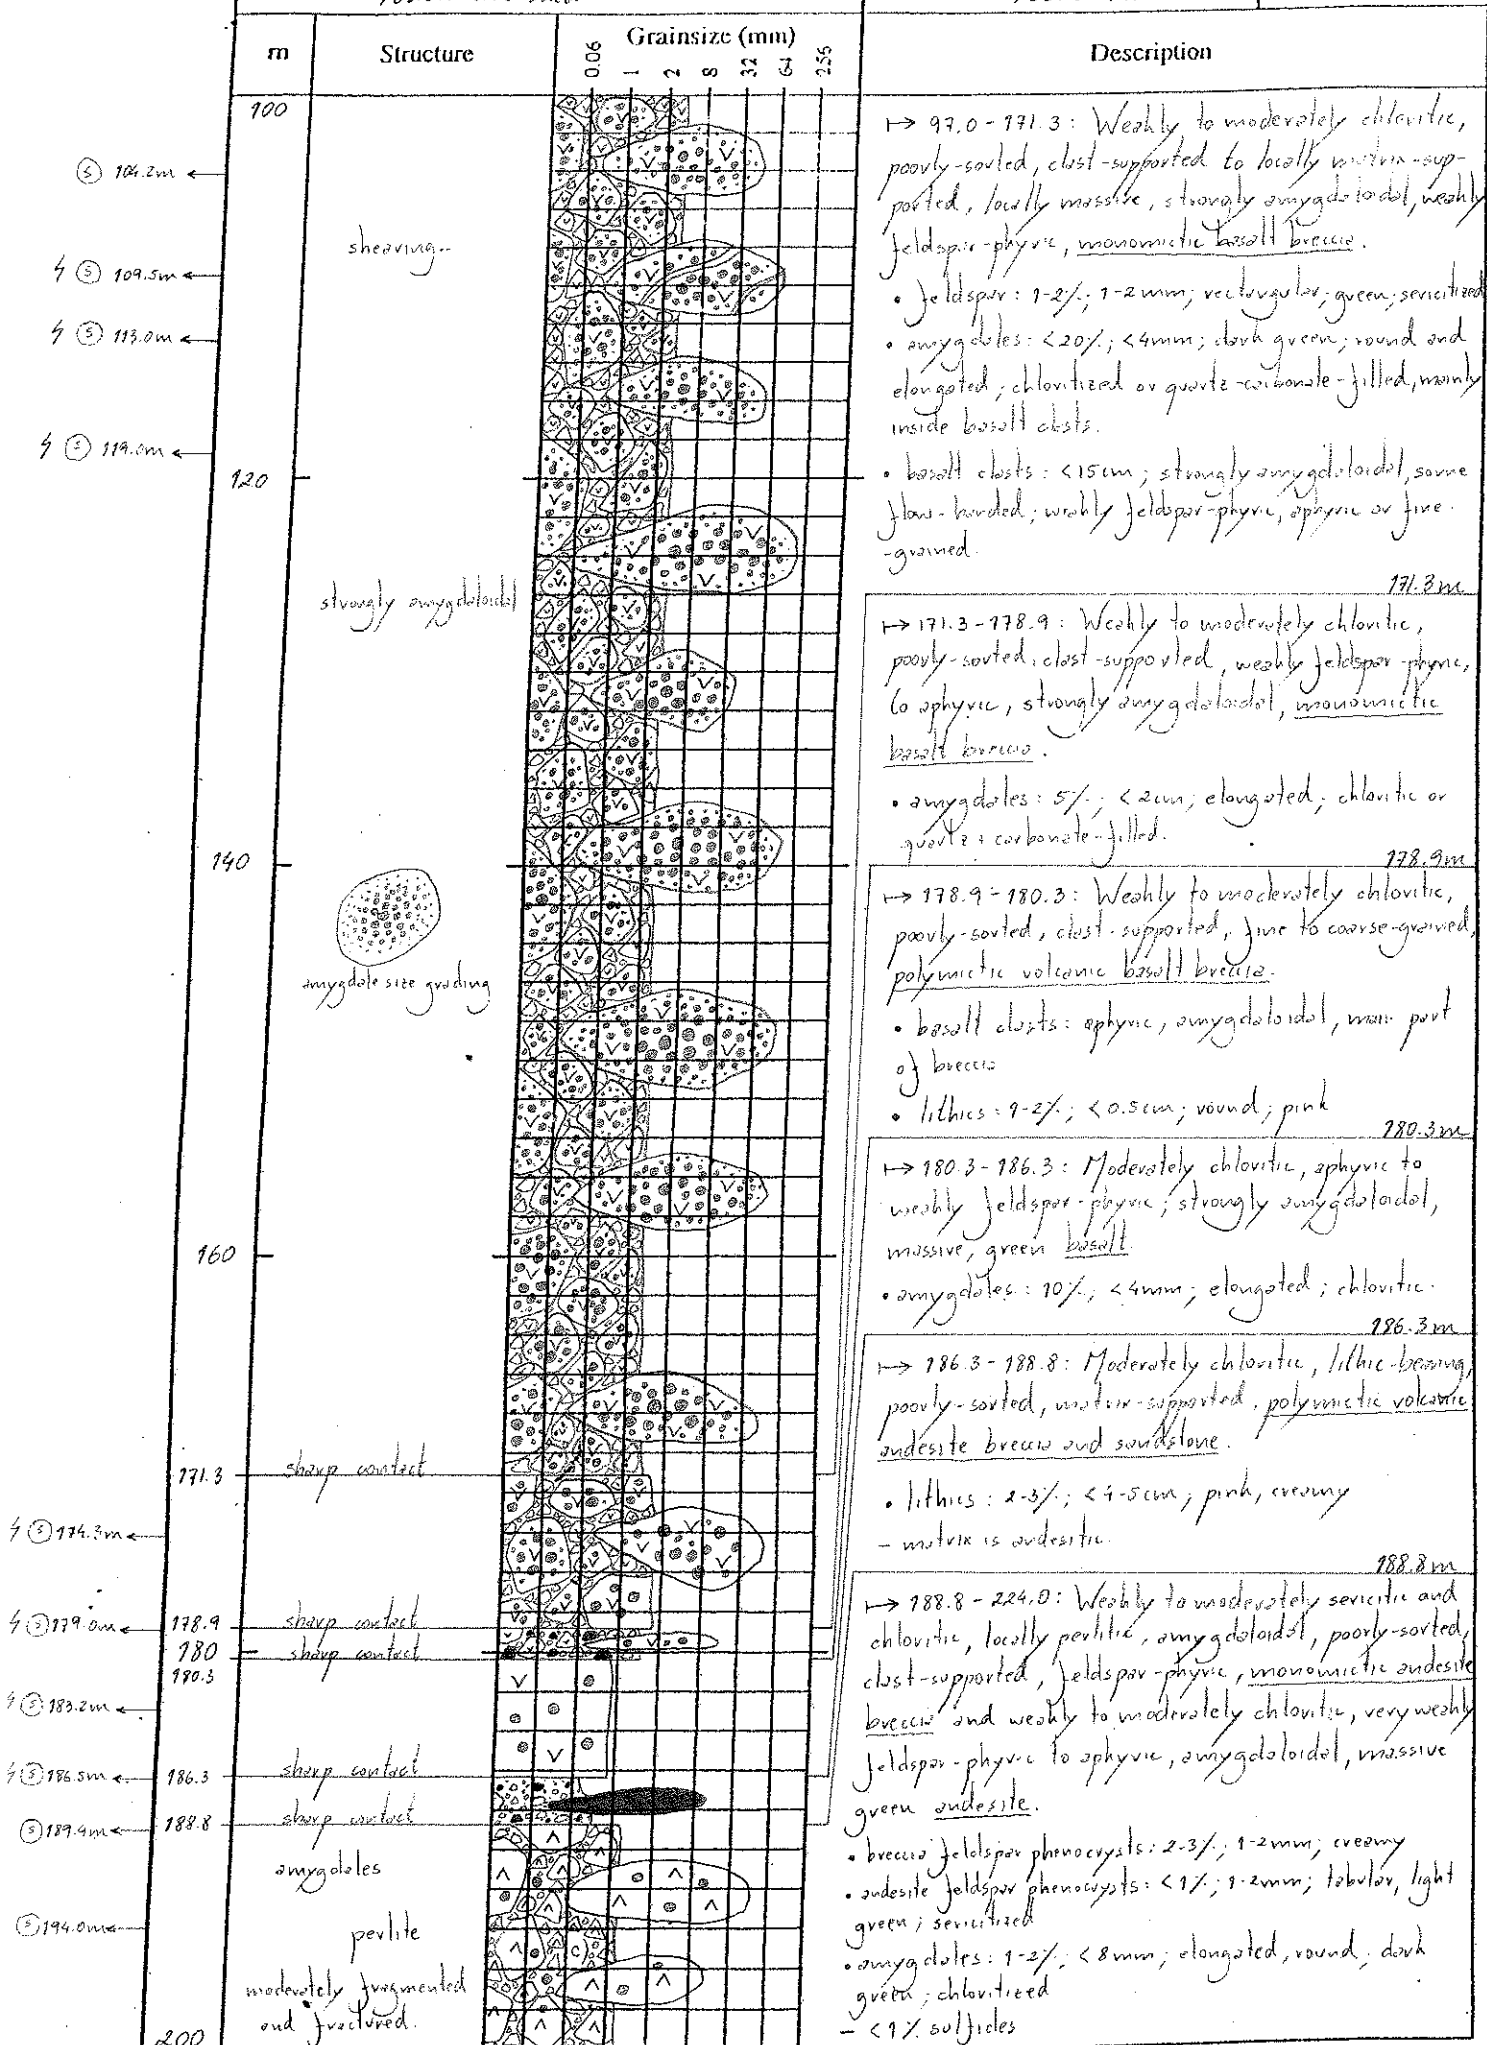 m
Structure
Grainsize (mm)
0.06 1 2 8 32 64 256
Description
100
Ⓢ 104.2m
shearing
ϟ Ⓢ 109.5m
ϟ Ⓢ 113.0m
ϟ Ⓢ 119.0m
120
strongly amygdaloidal
140
amygdale size grading
160
171.3 sharp contact
ϟ Ⓢ 174.3m
ϟ Ⓢ 179.0m
178.9 sharp contact
180 sharp contact
180.3
ϟ Ⓢ 183.2m
ϟ Ⓢ 186.5m
186.3 sharp contact
Ⓢ 189.4m
188.8 sharp contact
amygdales
Ⓢ 194.0m
perlite
moderately fragmented
and fractured.
200
↦ 97.0 - 171.3: Weakly to moderately chloritic,
poorly-sorted, clast-supported to locally matrix-sup-
ported, locally massive, strongly amygdaloidal, weakly
feldspar-phyric, monomictic basalt breccia.
• feldspar: 1-2%; 1-2mm; rectangular; green; sericitized
• amygdales: <20%; <4mm; dark green; round and
elongated; chloritized or quartz-carbonate-filled, mainly
inside basalt clasts.
• basalt clasts: <15cm; strongly amygdaloidal, some
flow-banded; weakly feldspar-phyric, aphyric or fine-
-grained.
171.3m
↦ 171.3 - 178.9: Weakly to moderately chloritic,
poorly-sorted, clast-supported, weakly feldspar-phyric,
to aphyric, strongly amygdaloidal, monomictic
basalt breccia.
• amygdales: 5%; <2cm; elongated; chloritic or
quartz + carbonate-filled.
178.9m
↦ 178.9 - 180.3: Weakly to moderately chloritic,
poorly-sorted, clast-supported, fine to coarse-grained,
polymictic volcanic basalt breccia.
• basalt clasts: aphyric, amygdaloidal, main part
of breccia
• lithics: 1-2%; <0.5cm; round; pink
180.3m
↦ 180.3 - 186.3: Moderately chloritic, aphyric to
weakly feldspar-phyric; strongly amygdaloidal,
massive, green basalt.
• amygdales: 10%; <4mm; elongated; chloritic.
186.3m
↦ 186.3 - 188.8: Moderately chloritic, lithic-bearing,
poorly-sorted, matrix-supported, polymictic volcanic
andesite breccia and sandstone.
• lithics: 2-3%; <4-5cm; pink, creamy
- matrix is andesitic.
188.8m
↦ 188.8 - 224.0: Weakly to moderately sericitic and
chloritic, locally perlitic, amygdaloidal, poorly-sorted,
clast-supported, feldspar-phyric, monomictic andesite
breccia and weakly to moderately chloritic, very weakly
feldspar-phyric to aphyric, amygdaloidal, massive
green andesite.
• breccia feldspar phenocrysts: 2-3%; 1-2mm; creamy
• andesite feldspar phenocrysts: <1%; 1-2mm; tabular, light
green; sericitized
• amygdales: 1-2%; <8mm; elongated, round; dark
green; chloritized
- <1% sulfides